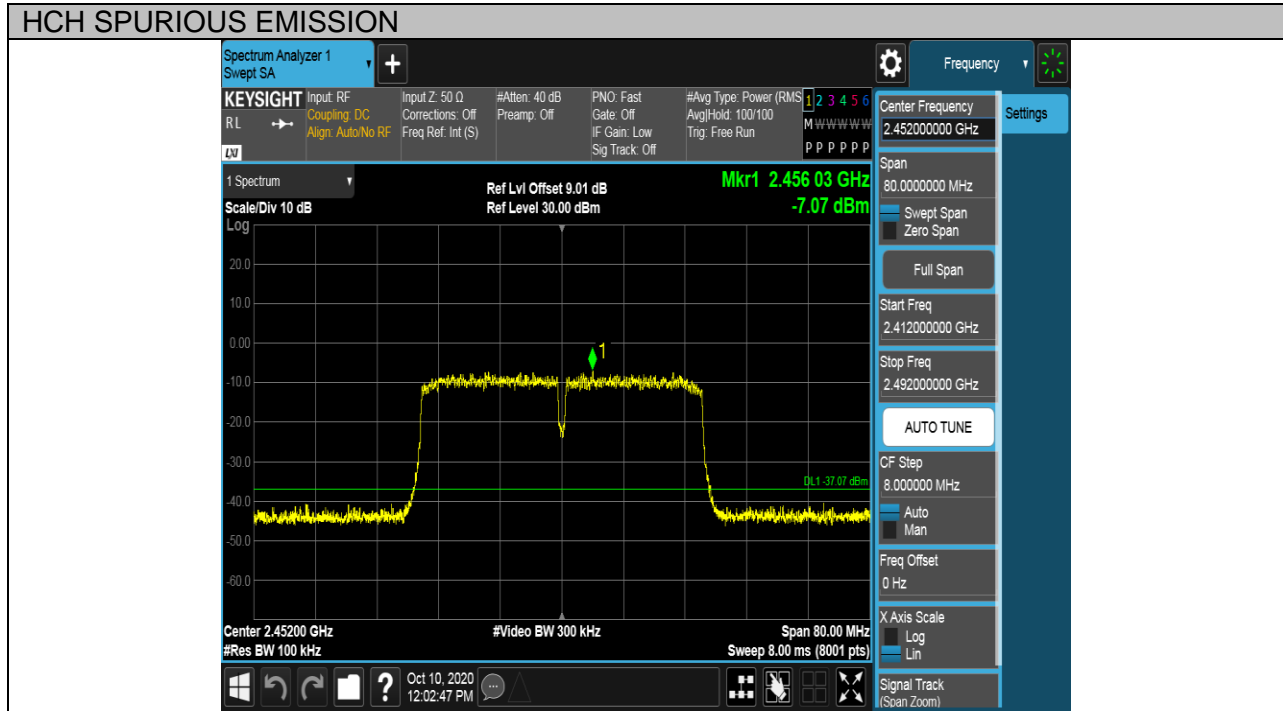 HCH SPURIOUS EMISSION
Spectrum Analyzer 1
Swept SA
+
Frequency
KEYSIGHT
RL
LXI
Input: RF
Coupling: DC
Align: Auto/No RF
Input Z: 50 Ω
Corrections: Off
Freq Ref: Int (S)
#Atten: 40 dB
Preamp: Off
PNO: Fast
Gate: Off
IF Gain: Low
Sig Track: Off
#Avg Type: Power (RMS
Avg|Hold: 100/100
Trig: Free Run
1 2 3 4 5 6
M W W W W W
P P P P P P
1 Spectrum
Scale/Div 10 dB
Log
Ref Lvl Offset 9.01 dB
Ref Level 30.00 dBm
Mkr1 2.456 03 GHz
-7.07 dBm
20.0
10.0
0.00
-10.0
-20.0
-30.0
-40.0
-50.0
-60.0
1
DL1 -37.07 dBm
Center 2.45200 GHz
#Res BW 100 kHz
#Video BW 300 kHz
Span 80.00 MHz
Sweep 8.00 ms (8001 pts)
?
Oct 10, 2020
12:02:47 PM
Center Frequency
2.452000000 GHz
Settings
Span
80.0000000 MHz
Swept Span
Zero Span
Full Span
Start Freq
2.412000000 GHz
Stop Freq
2.492000000 GHz
AUTO TUNE
CF Step
8.000000 MHz
Auto
Man
Freq Offset
0 Hz
X Axis Scale
Log
Lin
Signal Track
(Span Zoom)